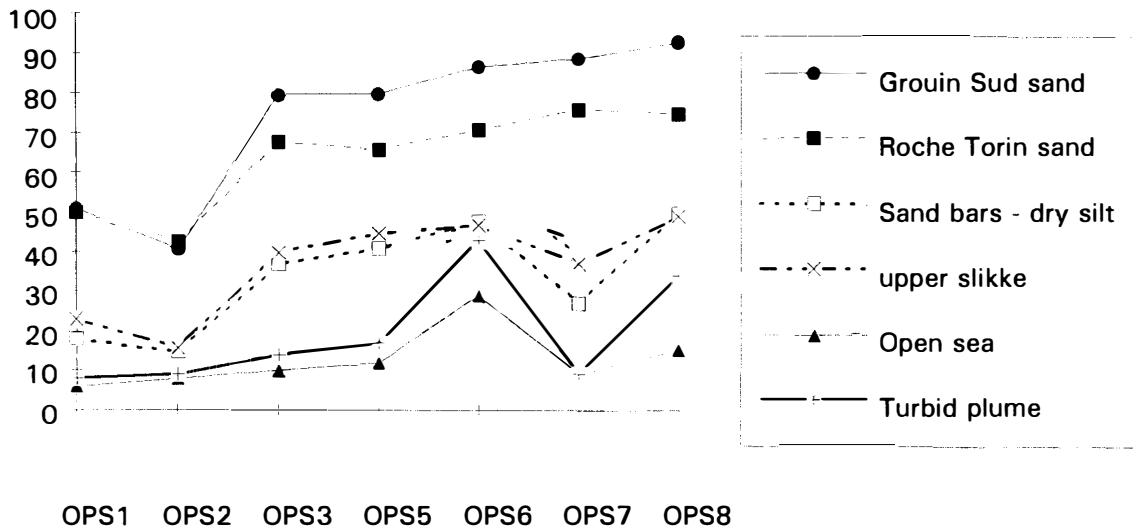 100
90
80
70
60
50
40
30
20
10
0
OPS1 OPS2 OPS3 OPS5 OPS6 OPS7 OPS8
Grouin Sud sand
Roche Torin sand
Sand bars - dry silt
upper slikke
Open sea
Turbid plume